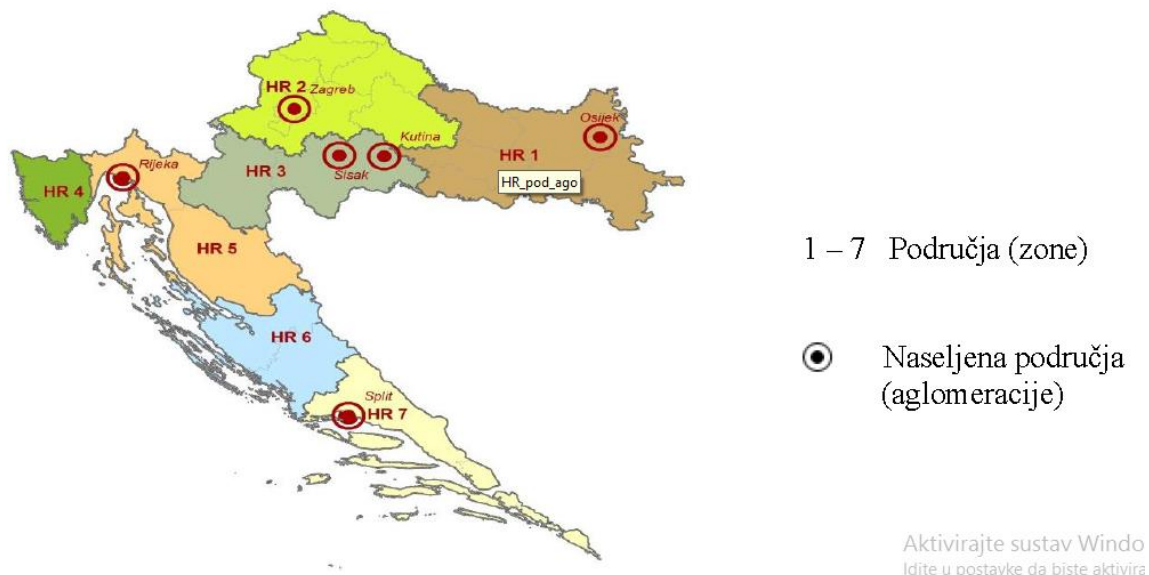 HR 2 Zagreb
Osijek
Kutina
HR 1
Rijeka
HR 3
Sisak
HR 4
HR_pod_ago
HR 5
1 – 7 Područja (zone)
HR 6
Naseljena područja
(aglomeracije)
Split
HR 7
Aktivirajte sustav Windo
Idite u postavke da biste aktivira